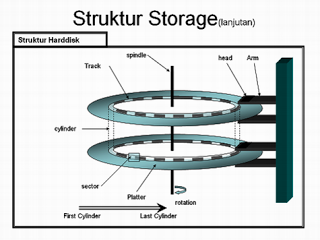 Struktur Storage(lanjutan)
Struktur Harddisk
spindle
head Arm
Track
cylinder
sector
Platter
rotation
First Cylinder Last Cylinder